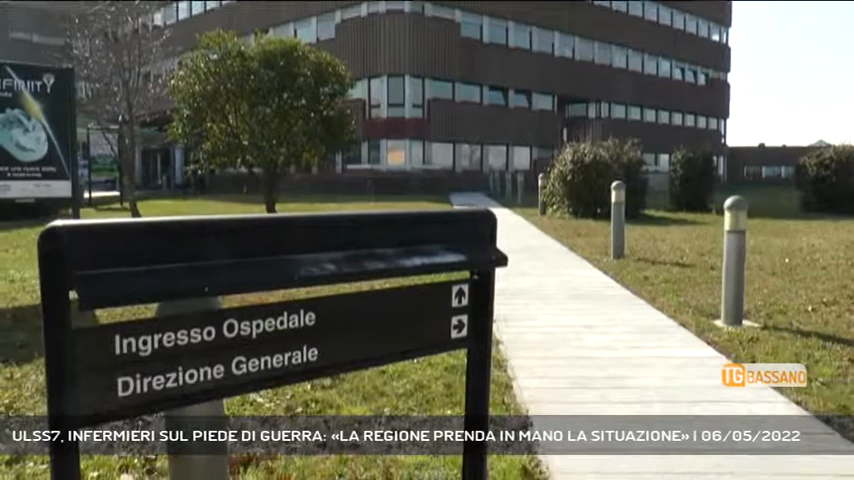 EFINITY
Ingresso Ospedale
Direzione Generale
TG BASSANO
ULSS7, INFERMIERI SUL PIEDE DI GUERRA: «LA REGIONE PRENDA IN MANO LA SITUAZIONE» | 06/05/2022